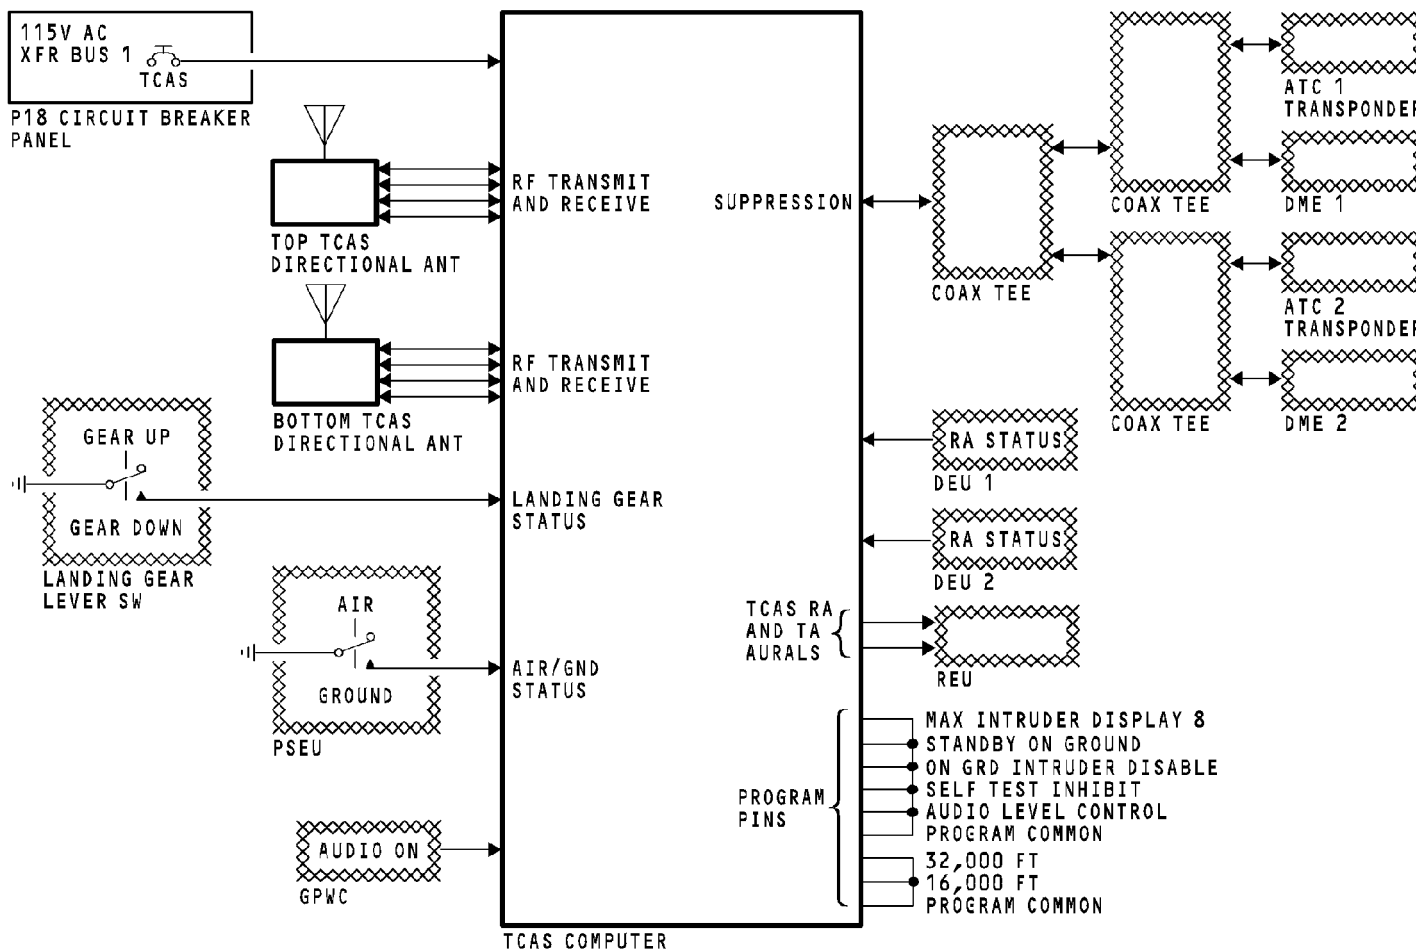 115V AC
XFR BUS 1
TCAS
P18 CIRCUIT BREAKER
PANEL
TOP TCAS
DIRECTIONAL ANT
BOTTOM TCAS
DIRECTIONAL ANT
GEAR UP
GEAR DOWN
LANDING GEAR
LEVER SW
AIR
GROUND
PSEU
AUDIO ON
GPWC
RF TRANSMIT
AND RECEIVE
RF TRANSMIT
AND RECEIVE
LANDING GEAR
STATUS
AIR/GND
STATUS
SUPPRESSION
TCAS RA
AND TA
AURALS
PROGRAM
PINS
TCAS COMPUTER
COAX TEE
COAX TEE
COAX TEE
ATC 1
TRANSPONDER
DME 1
ATC 2
TRANSPONDER
DME 2
RA STATUS
DEU 1
RA STATUS
DEU 2
REU
MAX INTRUDER DISPLAY 8
STANDBY ON GROUND
ON GRD INTRUDER DISABLE
SELF TEST INHIBIT
AUDIO LEVEL CONTROL
PROGRAM COMMON
32,000 FT
16,000 FT
PROGRAM COMMON